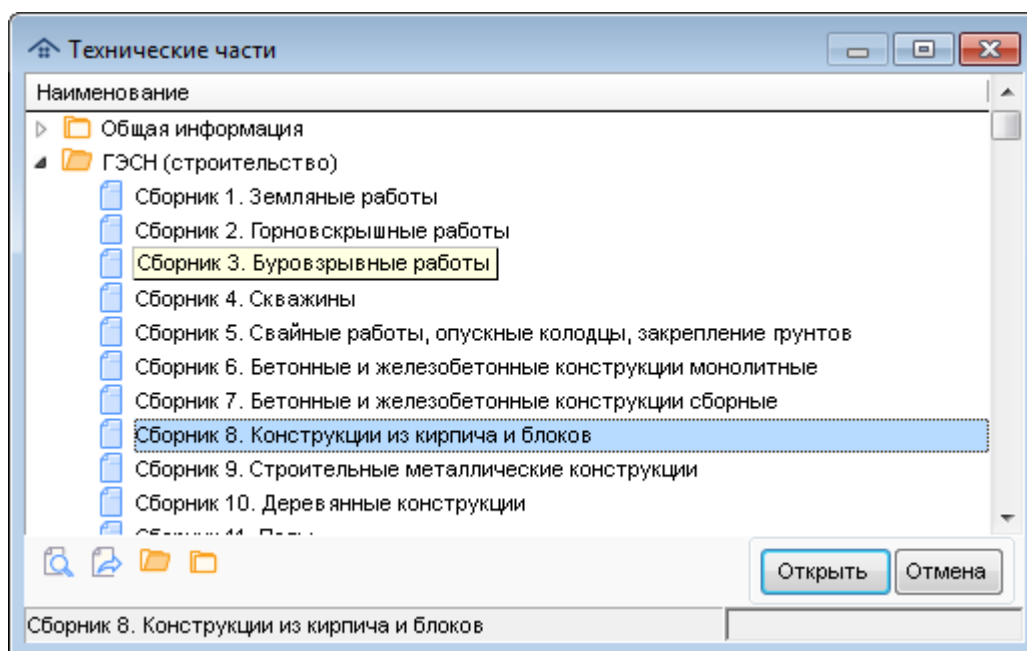 Технические части
Наименование
Общая информация
ГЭСН (строительство)
Сборник 1. Земляные работы
Сборник 2. Горновскрышные работы
Сборник 3. Буровзрывные работы
Сборник 4. Скважины
Сборник 5. Свайные работы, опускные колодцы, закрепление грунтов
Сборник 6. Бетонные и железобетонные конструкции монолитные
Сборник 7. Бетонные и железобетонные конструкции сборные
Сборник 8. Конструкции из кирпича и блоков
Сборник 9. Строительные металлические конструкции
Сборник 10. Деревянные конструкции
Сборник 11. Полы
Открыть Отмена
Сборник 8. Конструкции из кирпича и блоков